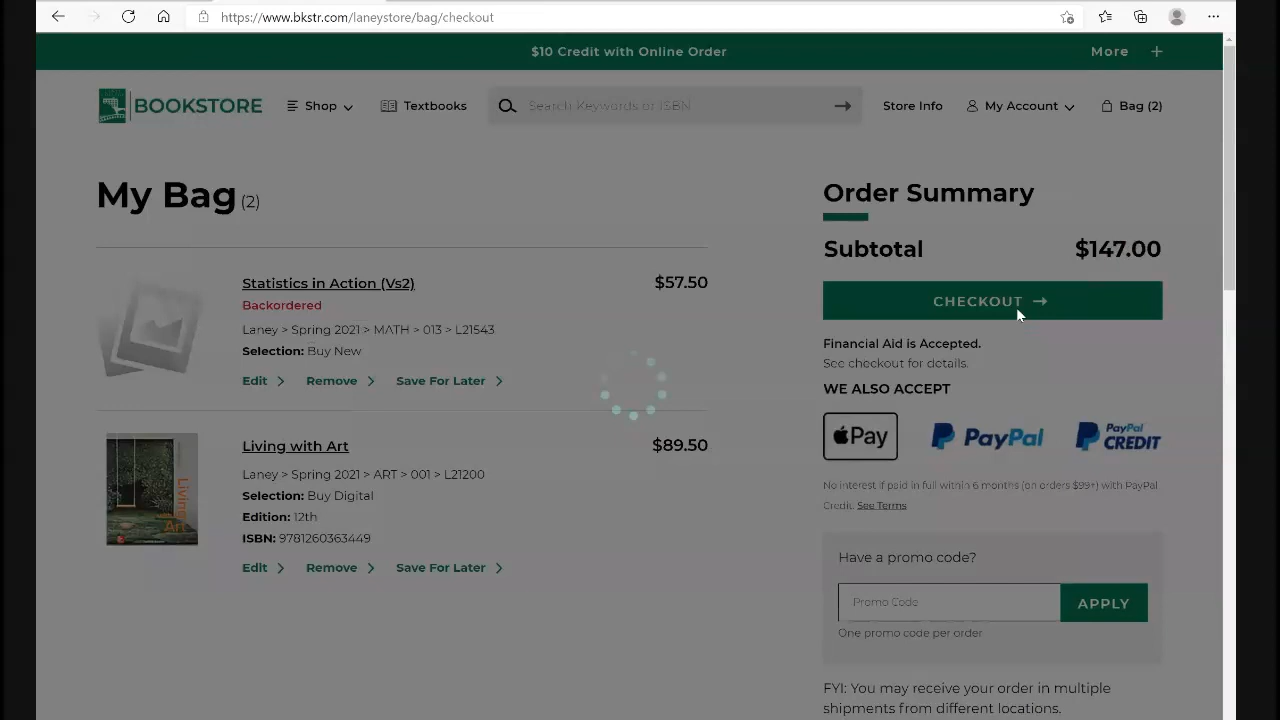 https://www.bkstr.com/laneystore/bag/checkout
$10 Credit with Online Order
More +
BOOKSTORE
Shop
Textbooks
Search Keywords or ISBN
Store Info
My Account
Bag (2)
My Bag (2)
Statistics in Action (Vs2)
$57.50
Backordered
Laney > Spring 2021 > MATH > 013 > L21543
Selection: Buy New
Edit > Remove > Save For Later >
Living with Art
$89.50
Laney > Spring 2021 > ART > 001 > L21200
Selection: Buy Digital
Edition: 12th
ISBN: 9781260363449
Living with Art
Edit > Remove > Save For Later >
Order Summary
Subtotal $147.00
CHECKOUT →
Financial Aid is Accepted.
See checkout for details.
WE ALSO ACCEPT
Pay
PayPal
PayPal CREDIT
No interest if paid in full within 6 months (on orders $99+) with PayPal
Credit. See Terms
Have a promo code?
Promo Code
APPLY
One promo code per order
FYI: You may receive your order in multiple
shipments from different locations.